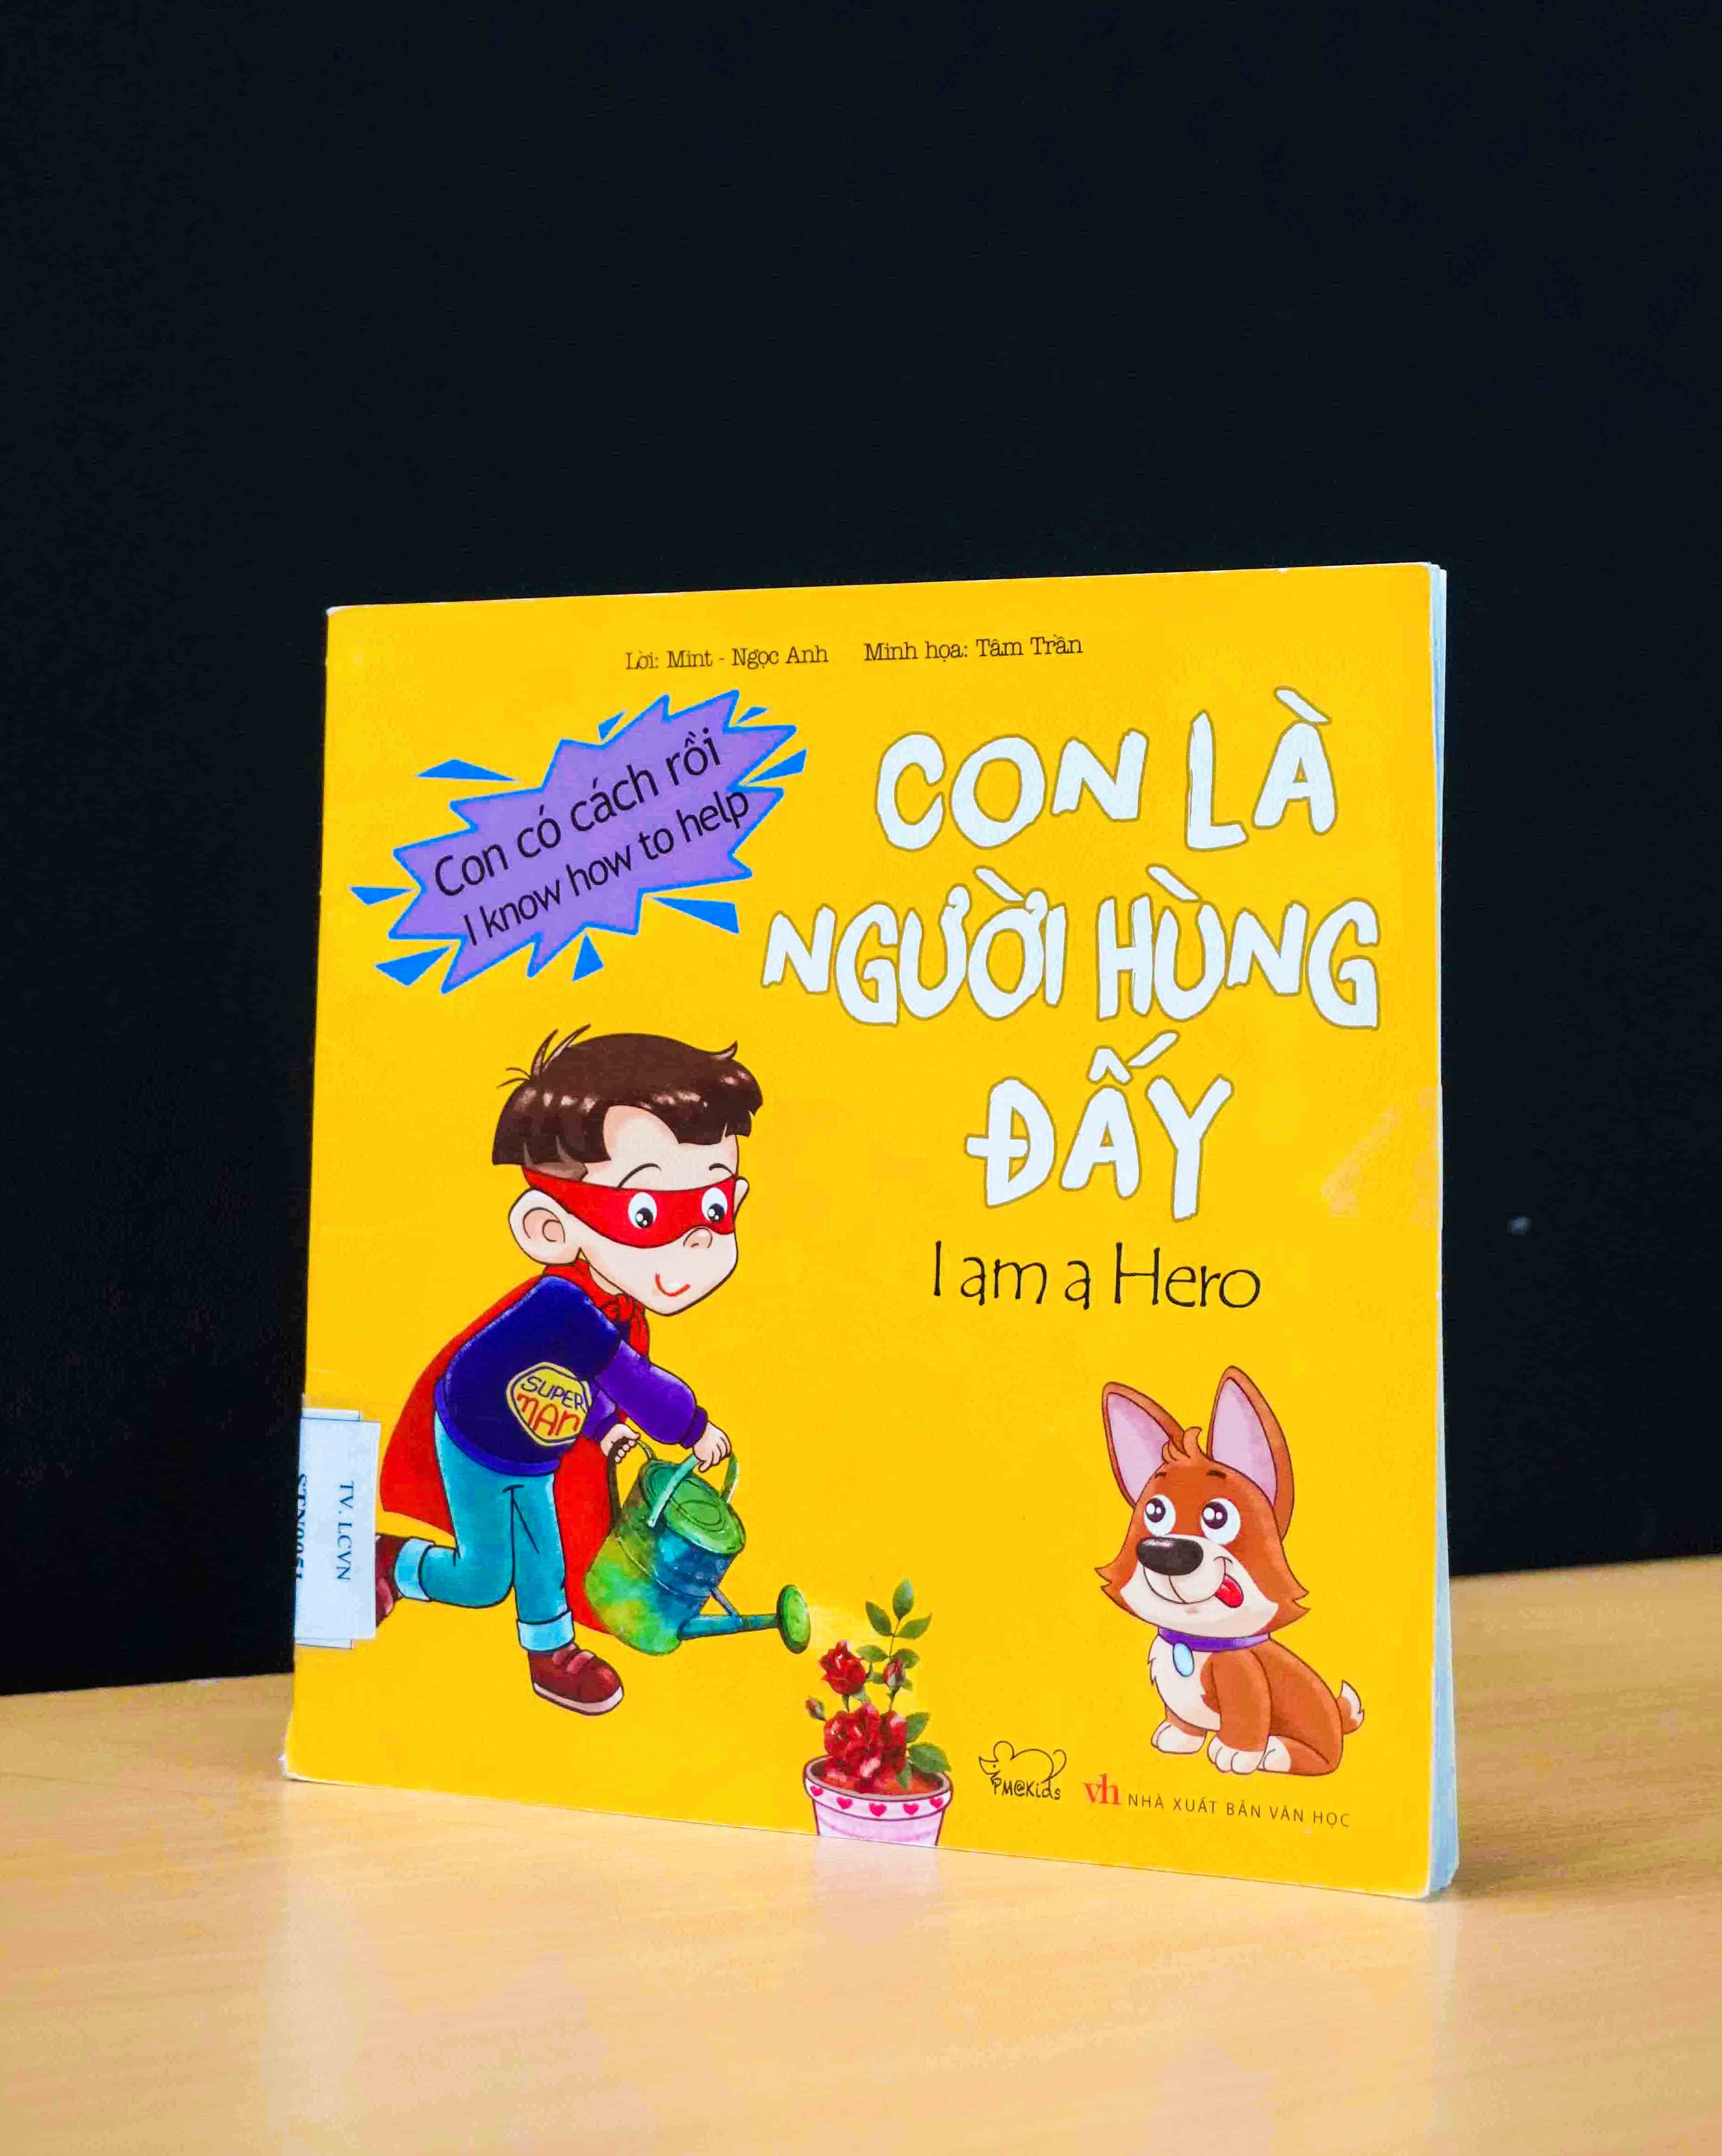 Lời: Mint - Ngọc Anh Minh họa: Tâm Trần
Con có cách rồi
I know how to help
CON LÀ
NGƯỜI HÙNG
ĐẤY
I am a Hero
SUPER
MAN
TV. LCVN
PM@Kids
vh NHÀ XUẤT BẢN VĂN HỌC